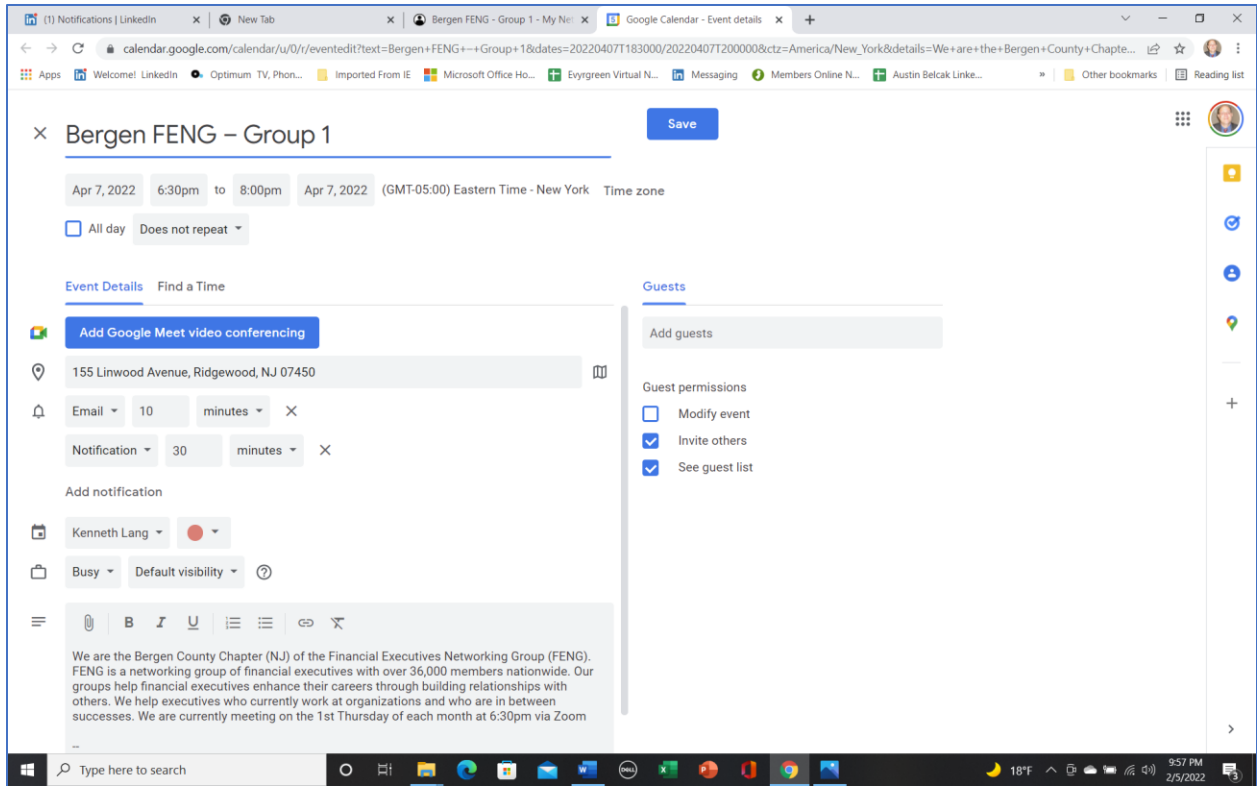 (1) Notifications | LinkedIn
New Tab
Bergen FENG - Group 1 - My Net
Google Calendar - Event details
calendar.google.com/calendar/u/0/r/eventedit?text=Bergen+FENG+–+Group+1&dates=20220407T183000/20220407T200000&ctz=America/New_York&details=We+are+the+Bergen+County+Chapte...
Apps
Welcome! LinkedIn
Optimum TV, Phon...
Imported From IE
Microsoft Office Ho...
Evyrgreen Virtual N...
Messaging
Members Online N...
Austin Belcak Linke...
»
Other bookmarks
Reading list
Bergen FENG – Group 1
Save
Apr 7, 2022 6:30pm to 8:00pm Apr 7, 2022 (GMT-05:00) Eastern Time - New York Time zone
All day Does not repeat
Event Details Find a Time
Guests
Add Google Meet video conferencing
Add guests
155 Linwood Avenue, Ridgewood, NJ 07450
Guest permissions
Email 10 minutes
Modify event
Invite others
Notification 30 minutes
See guest list
Add notification
Kenneth Lang
Busy Default visibility
B I U
We are the Bergen County Chapter (NJ) of the Financial Executives Networking Group (FENG).
FENG is a networking group of financial executives with over 36,000 members nationwide. Our
groups help financial executives enhance their careers through building relationships with
others. We help executives who currently work at organizations and who are in between
successes. We are currently meeting on the 1st Thursday of each month at 6:30pm via Zoom
--
Type here to search
DELL
18°F
9:57 PM
2/5/2022
3